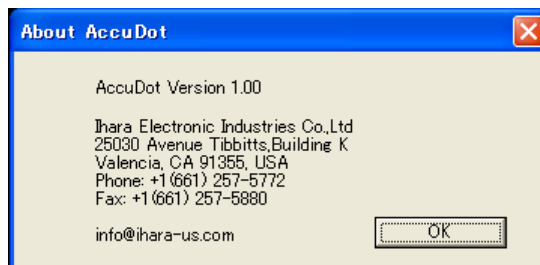 About AccuDot
AccuDot Version 1.00
Ihara Electronic Industries Co.,Ltd
25030 Avenue Tibbitts,Building K
Valencia, CA 91355, USA
Phone: +1(661) 257-5772
Fax: +1(661) 257-5880
info@ihara-us.com
OK